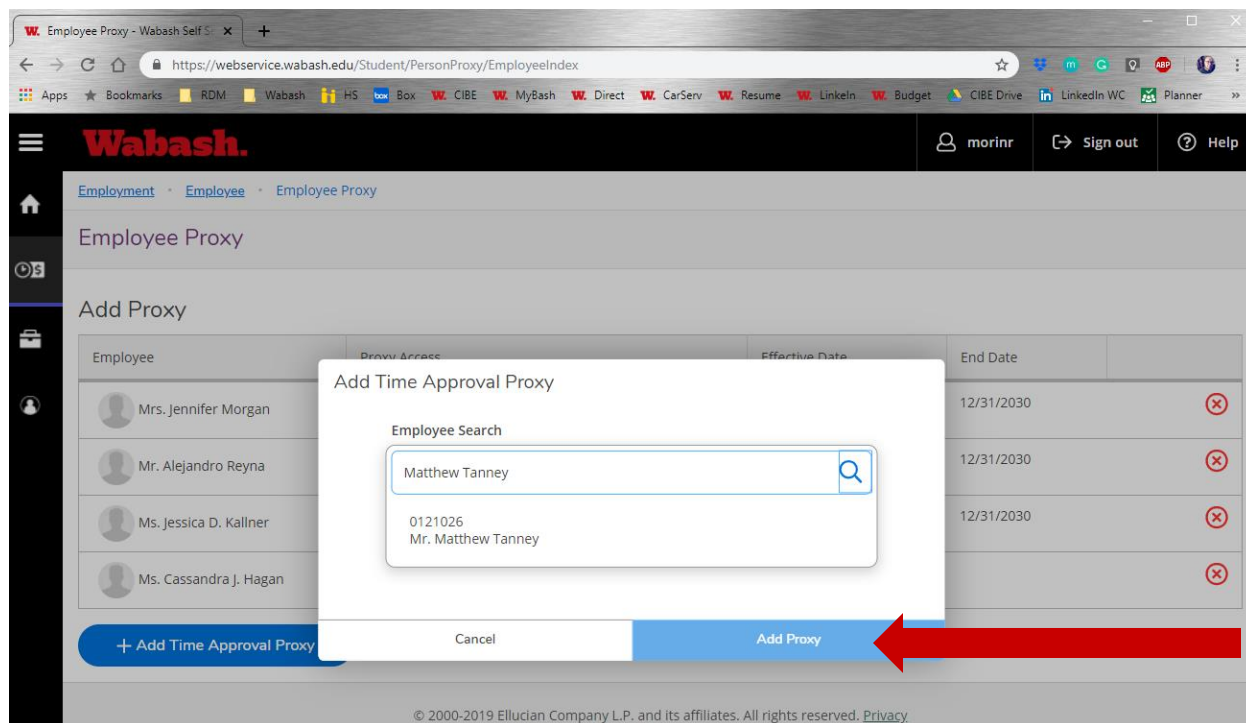 W. Employee Proxy - Wabash Self S
https://webservice.wabash.edu/Student/PersonProxy/EmployeeIndex
ABP
Apps Bookmarks RDM Wabash HS box Box W. CIBE W. MyBash W. Direct W. CarServ W. Resume W. LinkeIn W. Budget CIBE Drive in LinkedIn WC Planner »
Wabash. morinr Sign out Help
Employment · Employee · Employee Proxy
Employee Proxy
Add Proxy
Employee Proxy Access Effective Date End Date
Add Time Approval Proxy
Mrs. Jennifer Morgan 12/31/2030
Employee Search
Mr. Alejandro Reyna Matthew Tanney 12/31/2030
Ms. Jessica D. Kallner 0121026 12/31/2030
Mr. Matthew Tanney
Ms. Cassandra J. Hagan
+ Add Time Approval Proxy Cancel Add Proxy
© 2000-2019 Ellucian Company L.P. and its affiliates. All rights reserved. Privacy